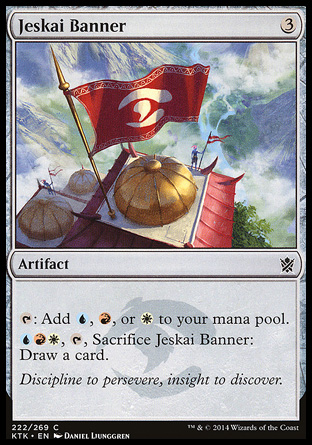 Jeskai Banner 3
Artifact
: Add , , or to your mana pool.
, , Sacrifice Jeskai Banner:
Draw a card.
Discipline to persevere, insight to discover.
222/269 C
KTK • EN Daniel Ljunggren
™ & © 2014 Wizards of the Coast